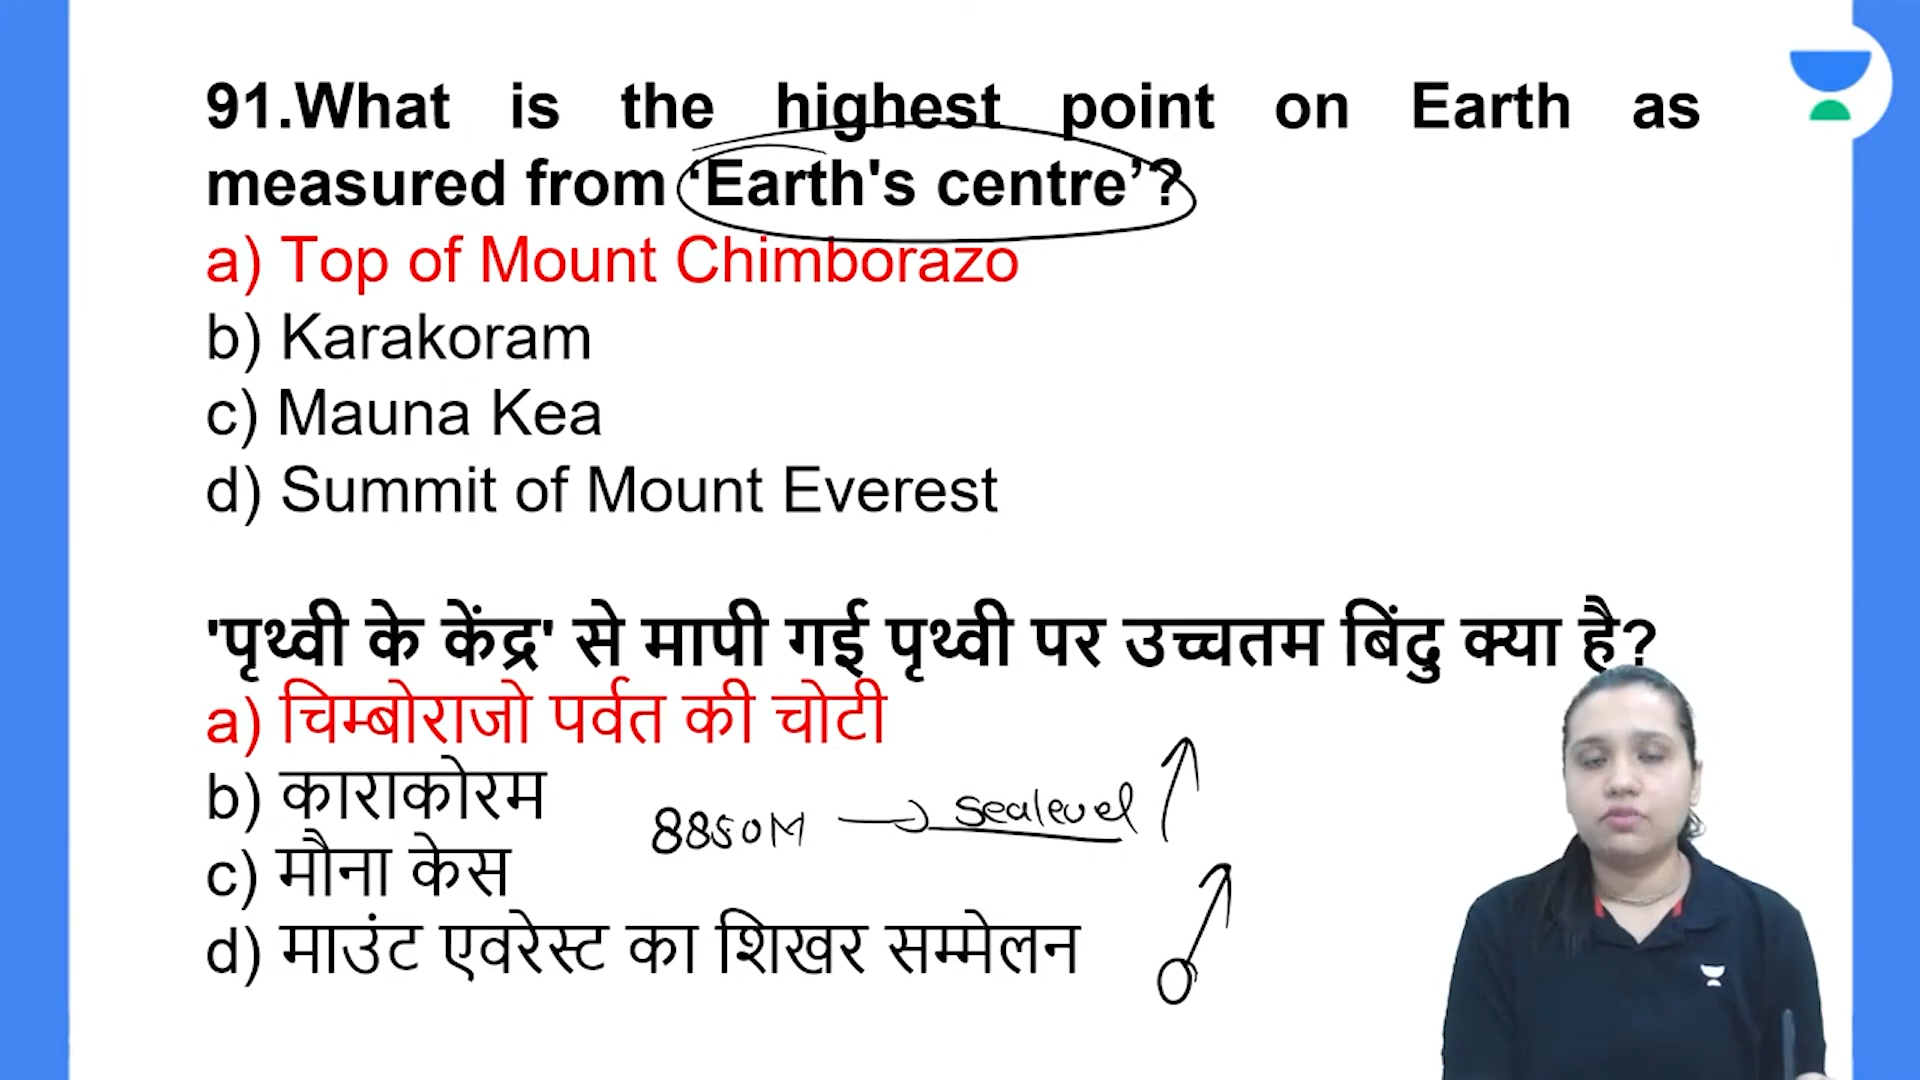 91.What is the highest point on Earth as
measured from ‘Earth's centre’?
a) Top of Mount Chimborazo
b) Karakoram
c) Mauna Kea
d) Summit of Mount Everest
'पृथ्वी के केंद्र' से मापी गई पृथ्वी पर उच्चतम बिंदु क्या है?
a) चिम्बोराजो पर्वत की चोटी
b) काराकोरम
8850M → sealevel
c) मौना केस
d) माउंट एवरेस्ट का शिखर सम्मेलन